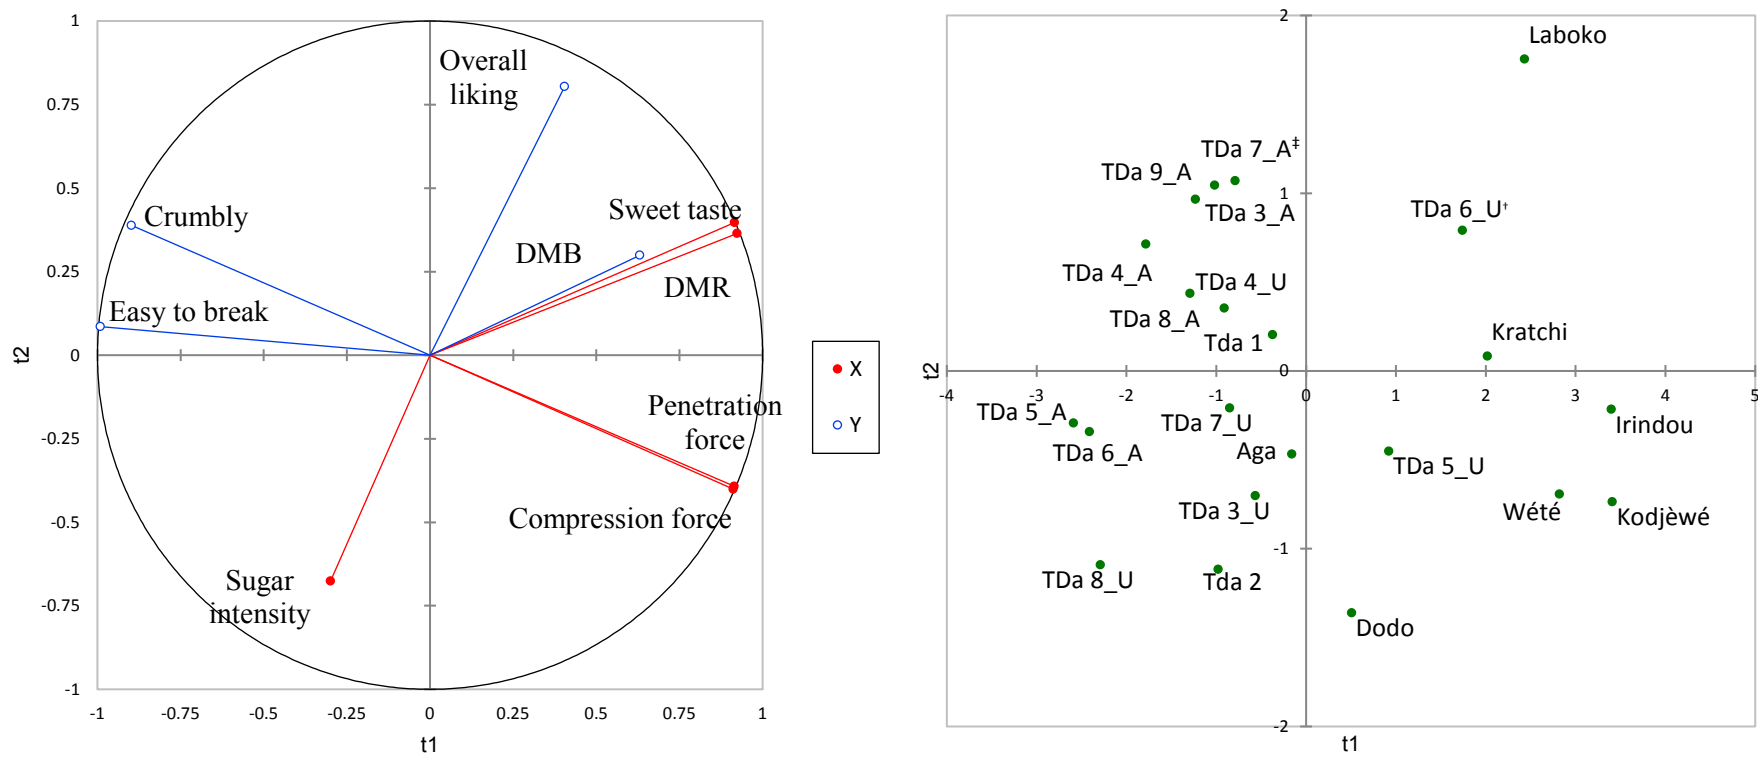 1
0.75
0.5
0.25
0
-0.25
-0.5
-0.75
-1
t2
-1
-0.75
-0.5
-0.25
0
0.25
0.5
0.75
1
t1
Overall
liking
Crumbly
Sweet taste
DMB
DMR
Easy to break
Penetration
force
Compression force
Sugar
intensity
X
Y
2
1
0
-1
-2
t2
-4
-3
-2
-1
0
1
2
3
4
5
t1
Laboko
TDa 7_A‡
TDa 9_A
TDa 3_A
TDa 6_U†
TDa 4_A
TDa 4_U
TDa 8_A
Tda 1
Kratchi
TDa 5_A
TDa 7_U
Irindou
TDa 6_A
Aga
TDa 5_U
TDa 3_U
Wété
Kodjèwé
TDa 8_U
Tda 2
Dodo